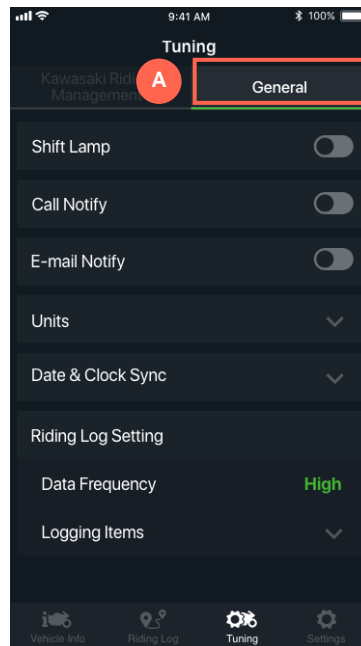 9:41 AM 100%
Tuning
Kawasaki Ridi
Management
A
General
Shift Lamp
Call Notify
E-mail Notify
Units
Date & Clock Sync
Riding Log Setting
Data Frequency High
Logging Items
Vehicle Info Riding Log Tuning Settings